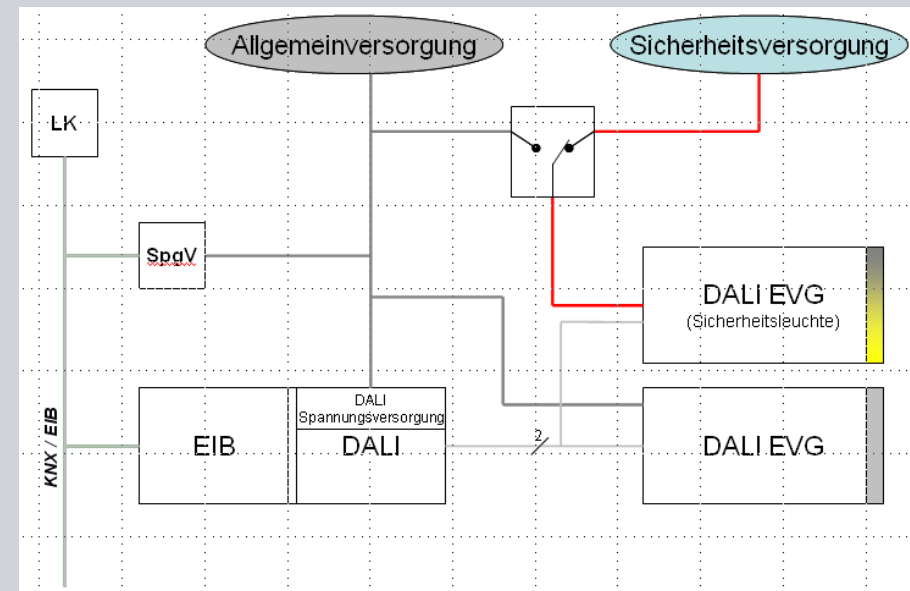 Allgemeinversorgung
Sicherheitsversorgung
LK
SpgV
DALI EVG
(Sicherheitsleuchte)
DALI
Spannungsversorgung
EIB
DALI
2
DALI EVG
KNX / EIB